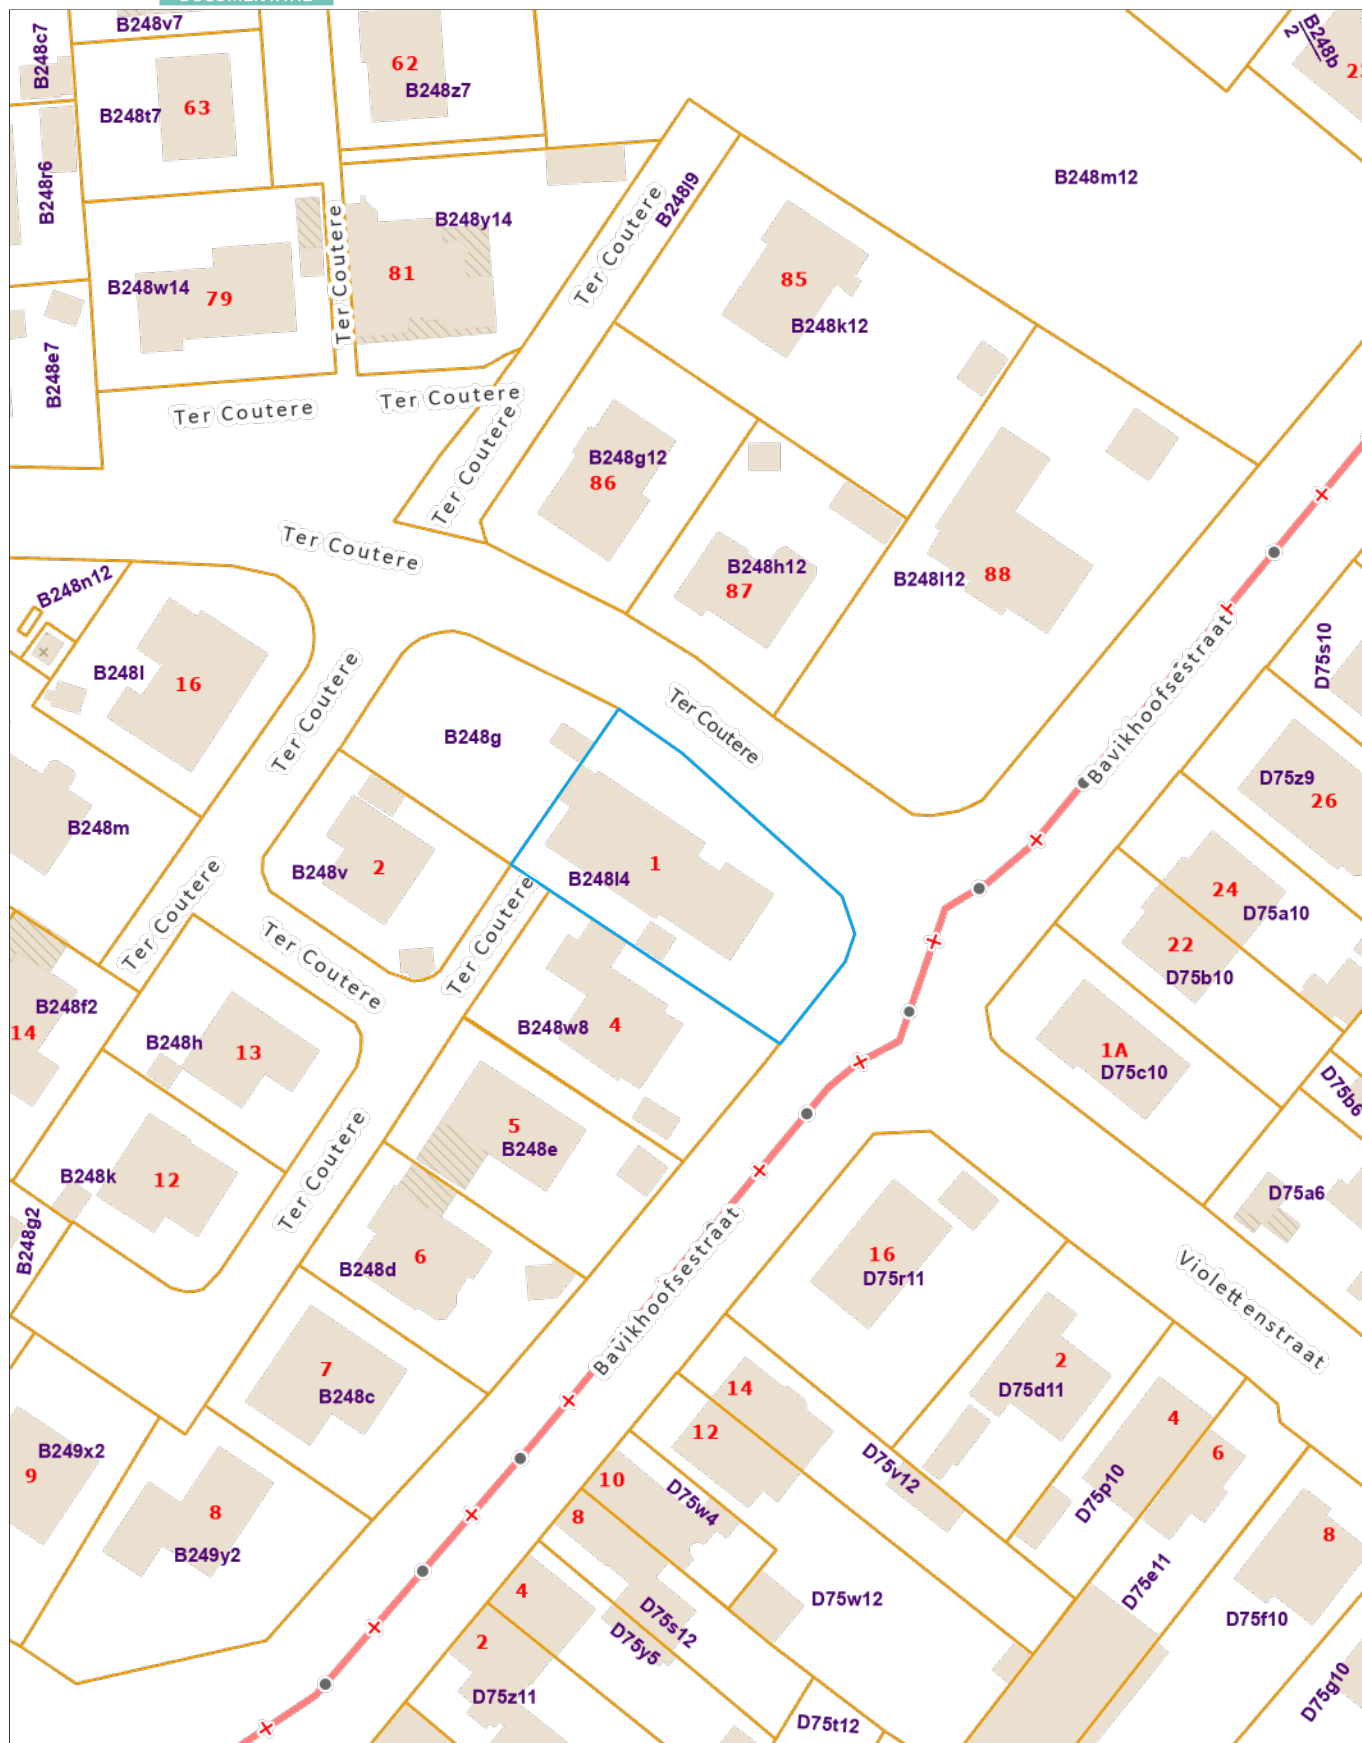 B248v7
B248c7
62
B248z7
63
B248t7
B248b
2
B248r6
B248m12
B248l9
Ter Coutere
B248y14
81
Ter Coutere
B248w14
79
85
B248k12
B248e7
Ter Coutere
Ter Coutere
Ter Coutere
B248g12
86
Ter Coutere
B248h12
87
B248l12
88
B248n12
B248l
16
Ter Coutere
B248g
Ter Coutere
Bavikhoofsestraat
D75s10
D75z9
26
B248m
B248v
2
1
B248l4
24
D75a10
22
D75b10
Ter Coutere
Ter Coutere
Ter Coutere
B248f2
14
B248h
13
B248w8
4
1A
D75c10
D75b6
5
B248e
B248k
12
Ter Coutere
D75a6
B248g2
B248d
6
16
D75r11
Violettenstraat
Bavikhoofsestraat
7
B248c
14
12
2
D75d11
4
6
B249x2
9
10
D75w4
D75v12
D75p10
8
B249y2
8
8
4
D75s12
D75y5
D75w12
D75e11
D75f10
2
D75z11
D75t12
D75g10